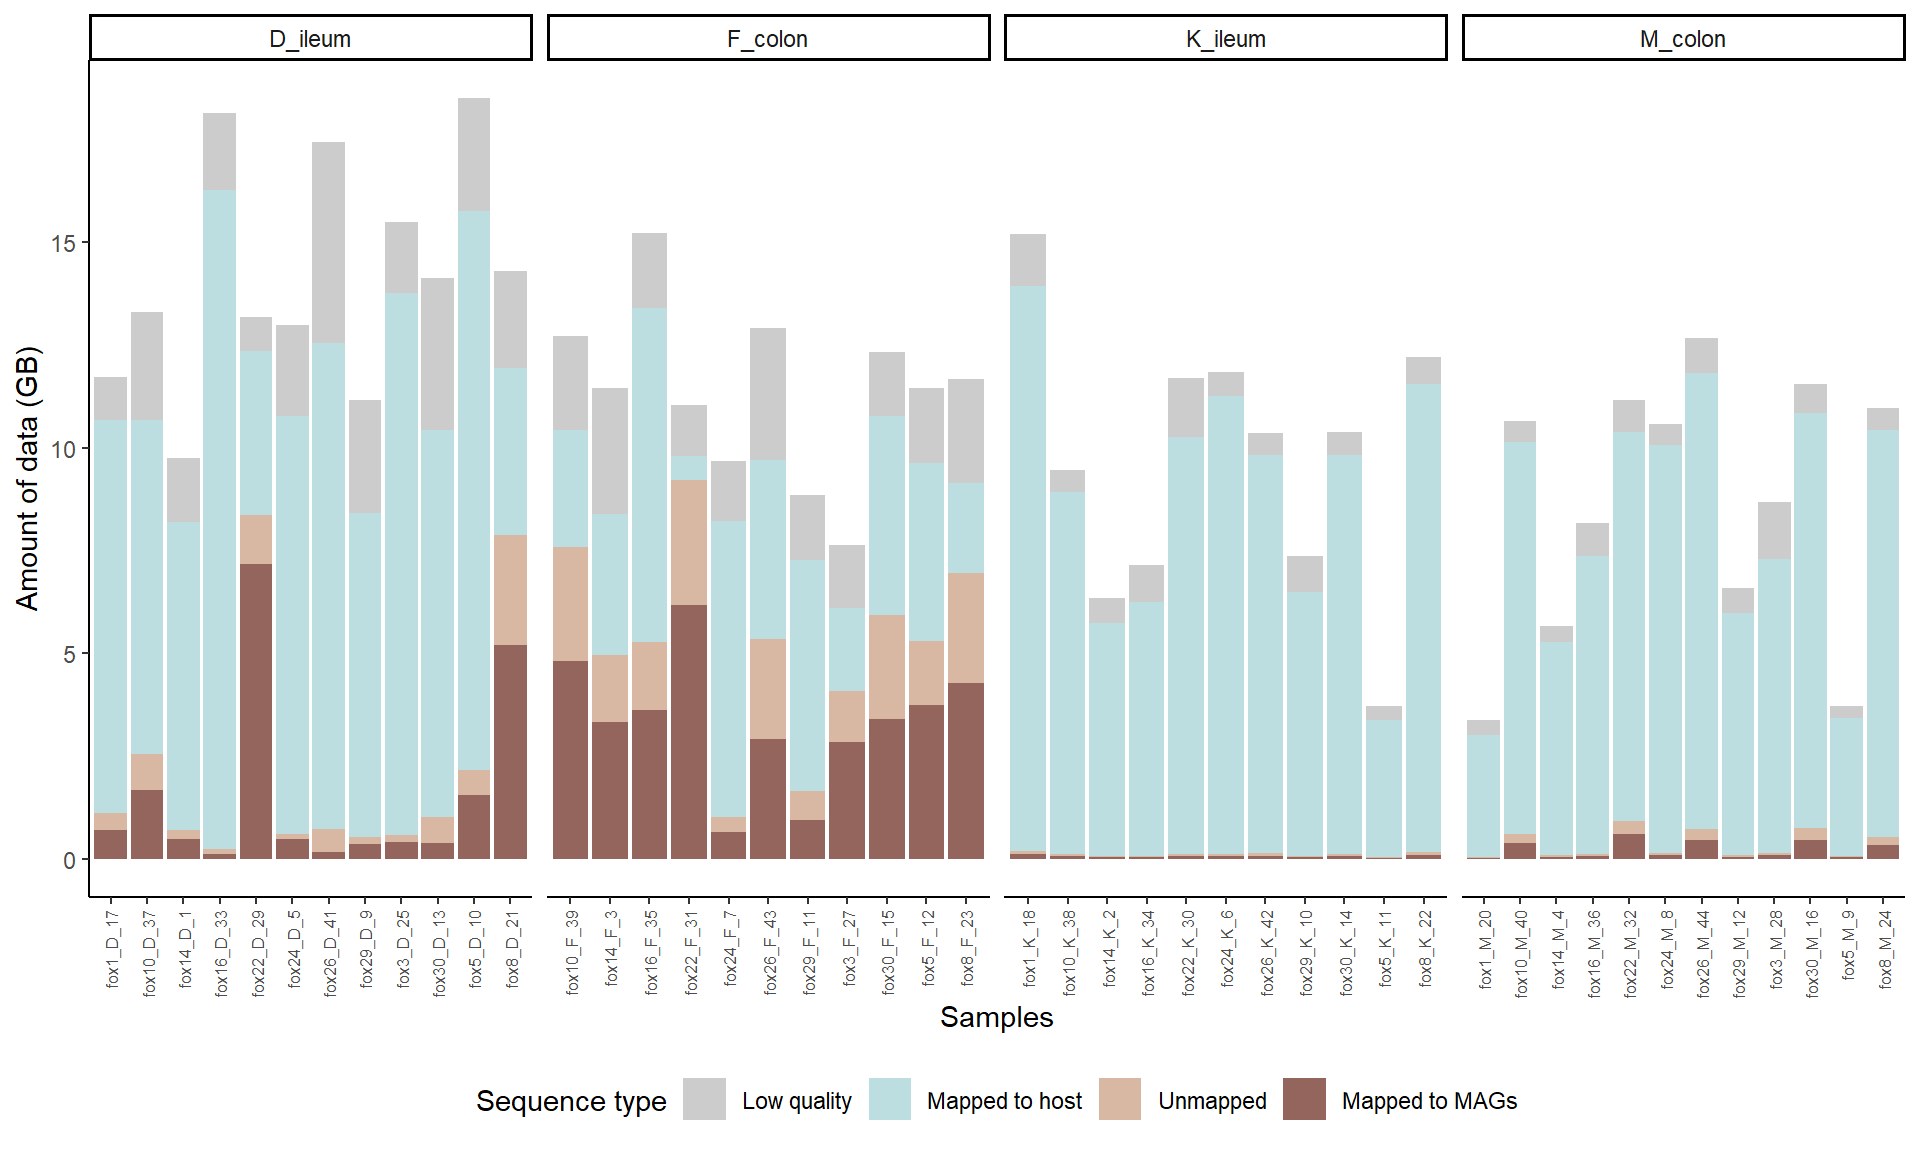 D_ileum F_colon K_ileum M_colon
Amount of data (GB)
15
10
5
0
fox1_D_17 fox10_D_37 fox14_D_1 fox16_D_33 fox22_D_29 fox24_D_5 fox26_D_41 fox29_D_9 fox3_D_25 fox30_D_13 fox5_D_10 fox8_D_21 fox10_F_39 fox14_F_3 fox16_F_35 fox22_F_31 fox24_F_7 fox26_F_43 fox29_F_11 fox3_F_27 fox30_F_15 fox5_F_12 fox8_F_23 fox1_K_18 fox10_K_38 fox14_K_2 fox16_K_34 fox22_K_30 fox24_K_6 fox26_K_42 fox29_K_10 fox30_K_14 fox5_K_11 fox8_K_22 fox1_M_20 fox10_M_40 fox14_M_4 fox16_M_36 fox22_M_32 fox24_M_8 fox26_M_44 fox29_M_12 fox3_M_28 fox30_M_16 fox5_M_9 fox8_M_24
Samples
Sequence type Low quality Mapped to host Unmapped Mapped to MAGs